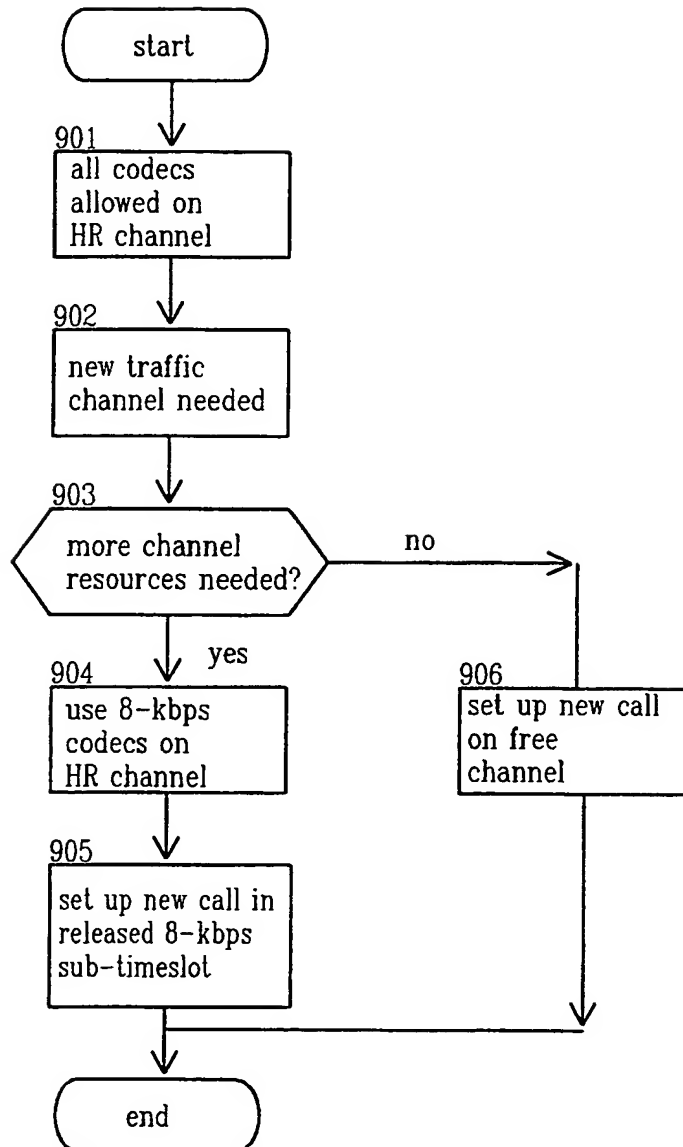 start
901
all codecs
allowed on
HR channel
902
new traffic
channel needed
903
more channel
resources needed?
no
yes
904
use 8-kbps
codecs on
HR channel
906
set up new call
on free
channel
905
set up new call in
released 8-kbps
sub-timeslot
end